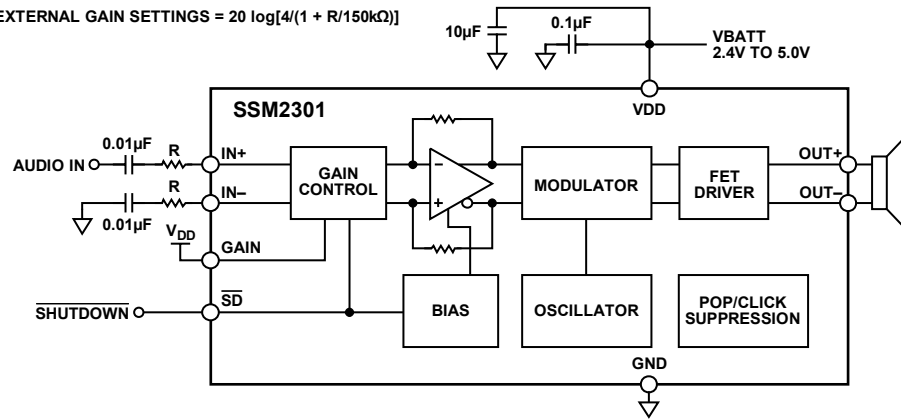 EXTERNAL GAIN SETTINGS = 20 log[4/(1 + R/150kΩ)]
10µF
0.1µF
VBATT
2.4V TO 5.0V
VDD
SSM2301
0.01µF
R
IN+
AUDIO IN
R
IN–
0.01µF
GAIN
CONTROL
–
+
MODULATOR
FET
DRIVER
OUT+
OUT–
VDD
GAIN
SHUTDOWN
SD
BIAS
OSCILLATOR
POP/CLICK
SUPPRESSION
GND